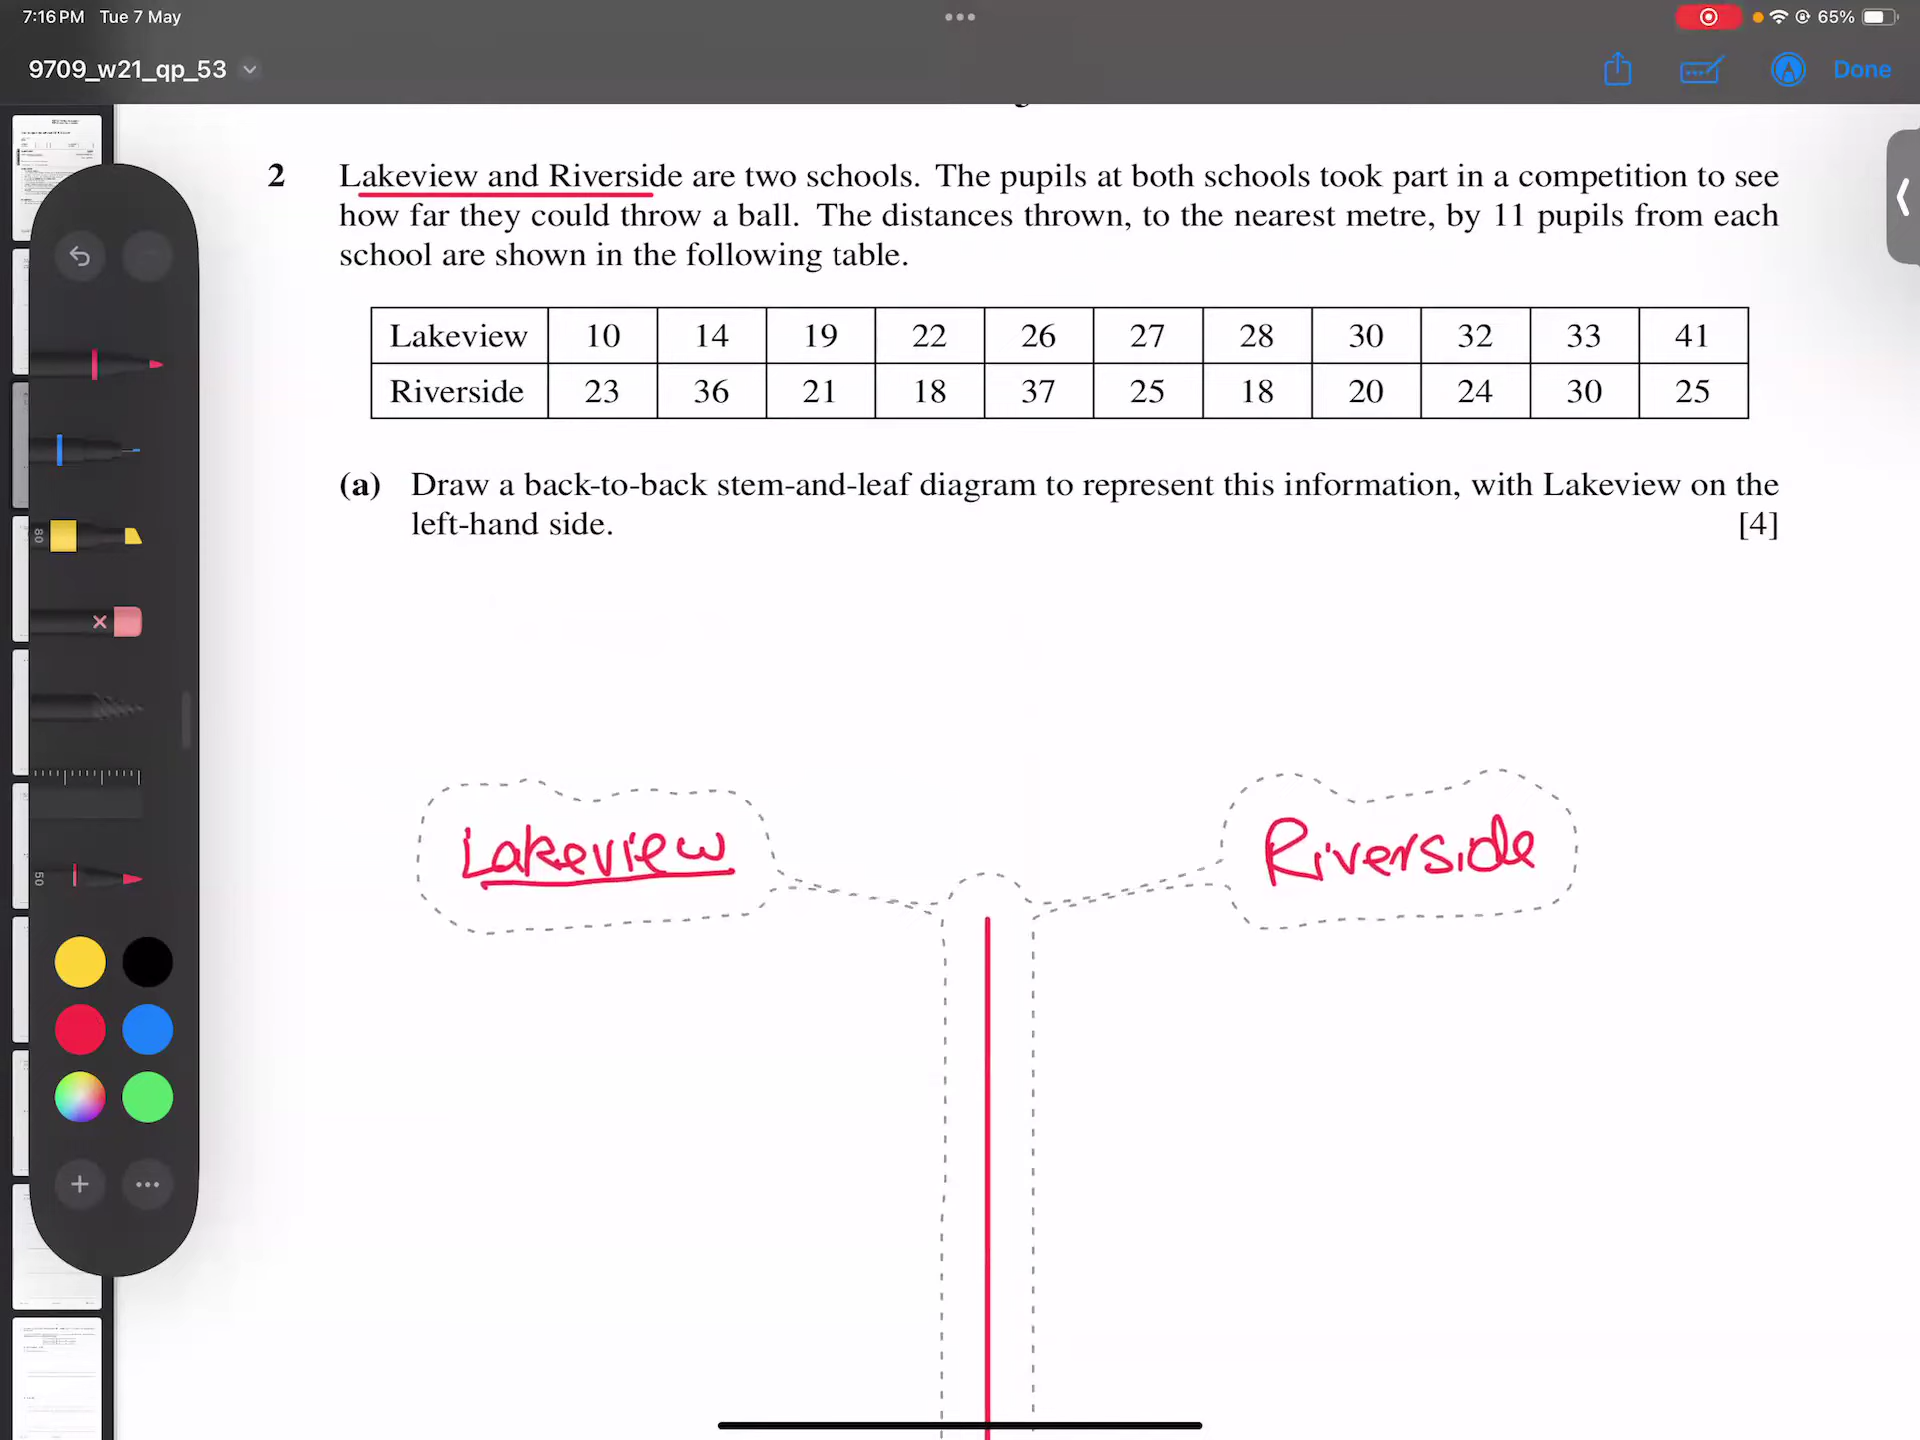 7:16 PM Tue 7 May
65%
9709_w21_qp_53
Done
2 Lakeview and Riverside are two schools. The pupils at both schools took part in a competition to see
how far they could throw a ball. The distances thrown, to the nearest metre, by 11 pupils from each
school are shown in the following table.
Lakeview 10 14 19 22 26 27 28 30 32 33 41
Riverside 23 36 21 18 37 25 18 20 24 30 25
(a) Draw a back-to-back stem-and-leaf diagram to represent this information, with Lakeview on the
left-hand side. [4]
80
50
Lakeview
Riverside